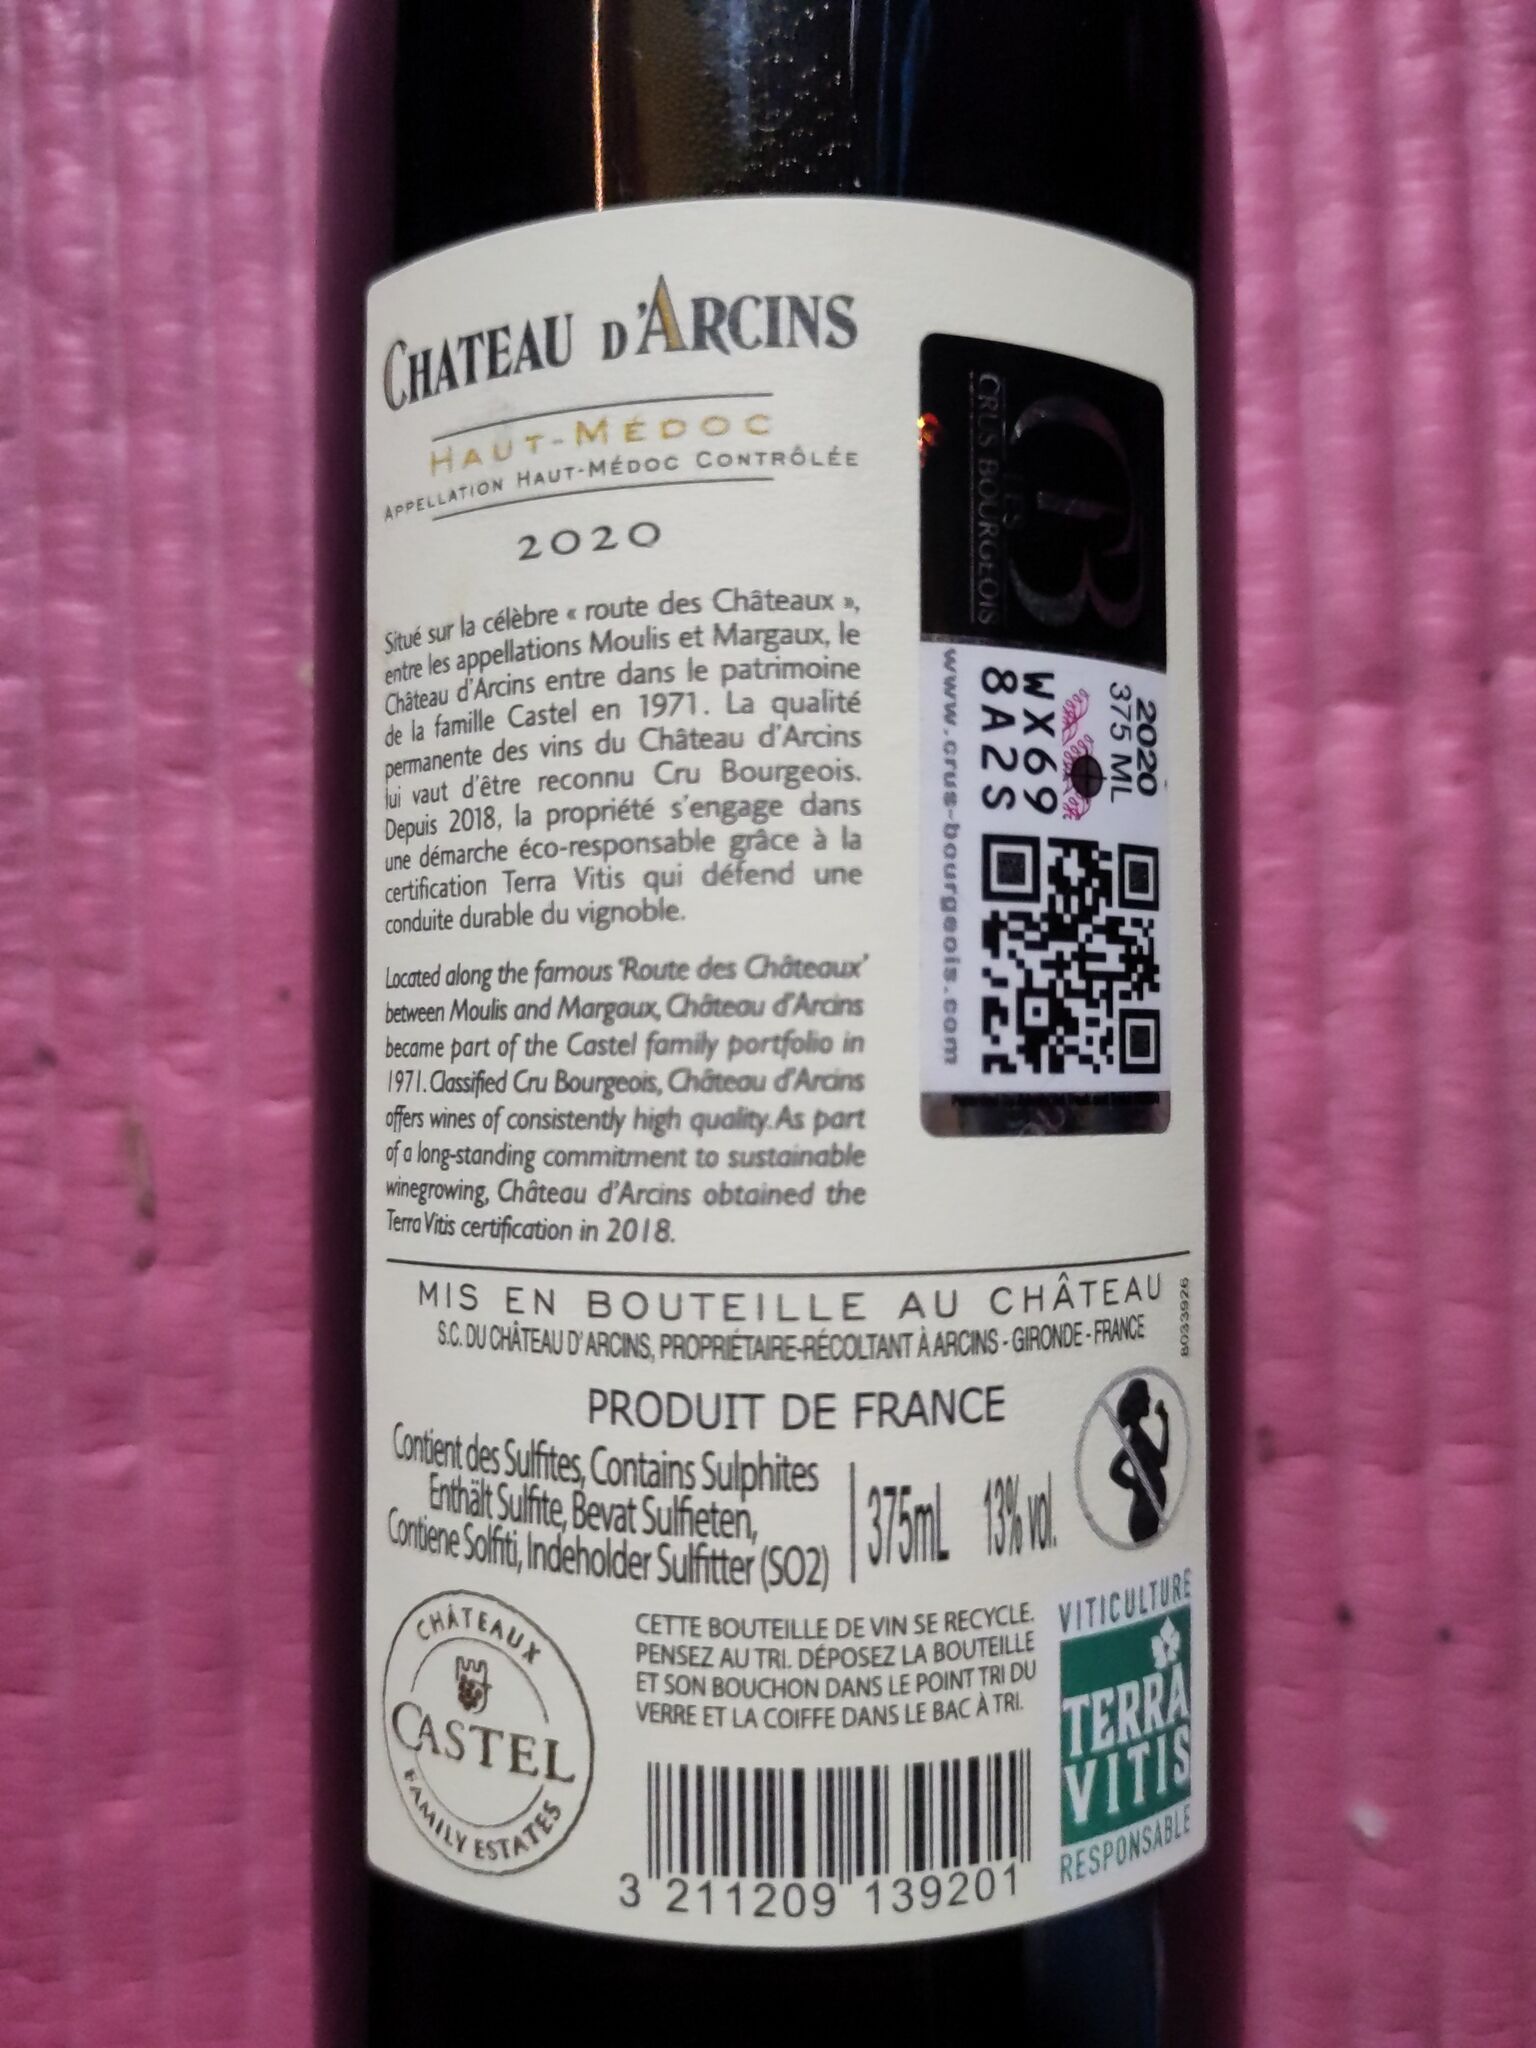 CHATEAU D'ARCINS
HAUT-MÉDOC
APPELLATION HAUT-MÉDOC CONTRÔLÉE
2020
Situé sur la célèbre « route des Châteaux »,
entre les appellations Moulis et Margaux, le
Château d'Arcins entre dans le patrimoine
de la famille Castel en 1971. La qualité
permanente des vins du Château d'Arcins
lui vaut d'être reconnu Cru Bourgeois.
Depuis 2018, la propriété s'engage dans
une démarche éco-responsable grâce à la
certification Terra Vitis qui défend une
conduite durable du vignoble.
Located along the famous 'Route des Châteaux'
between Moulis and Margaux, Château d'Arcins
became part of the Castel family portfolio in
1971. Classified Cru Bourgeois, Château d'Arcins
offers wines of consistently high quality. As part
of a long-standing commitment to sustainable
winegrowing, Château d'Arcins obtained the
Terra Vitis certification in 2018.
CB
LES
CRUS BOURGEOIS
2020
375 ML
WX69
8A2S
www.crus-bourgeois.com
MIS EN BOUTEILLE AU CHÂTEAU
S.C. DU CHÂTEAU D'ARCINS, PROPRIÉTAIRE-RÉCOLTANT À ARCINS - GIRONDE - FRANCE
8033926
PRODUIT DE FRANCE
Contient des Sulfites, Contains Sulphites
Enthält Sulfite, Bevat Sulfieten,
Contiene Solfiti, Indeholder Sulfitter (SO2)
375mL 13% vol.
CHÂTEAUX
CASTEL
FAMILY ESTATES
CETTE BOUTEILLE DE VIN SE RECYCLE.
PENSEZ AU TRI. DÉPOSEZ LA BOUTEILLE
ET SON BOUCHON DANS LE POINT TRI DU
VERRE ET LA COIFFE DANS LE BAC À TRI.
3 211209 139201
VITICULTURE
TERRA
VITIS
RESPONSABLE